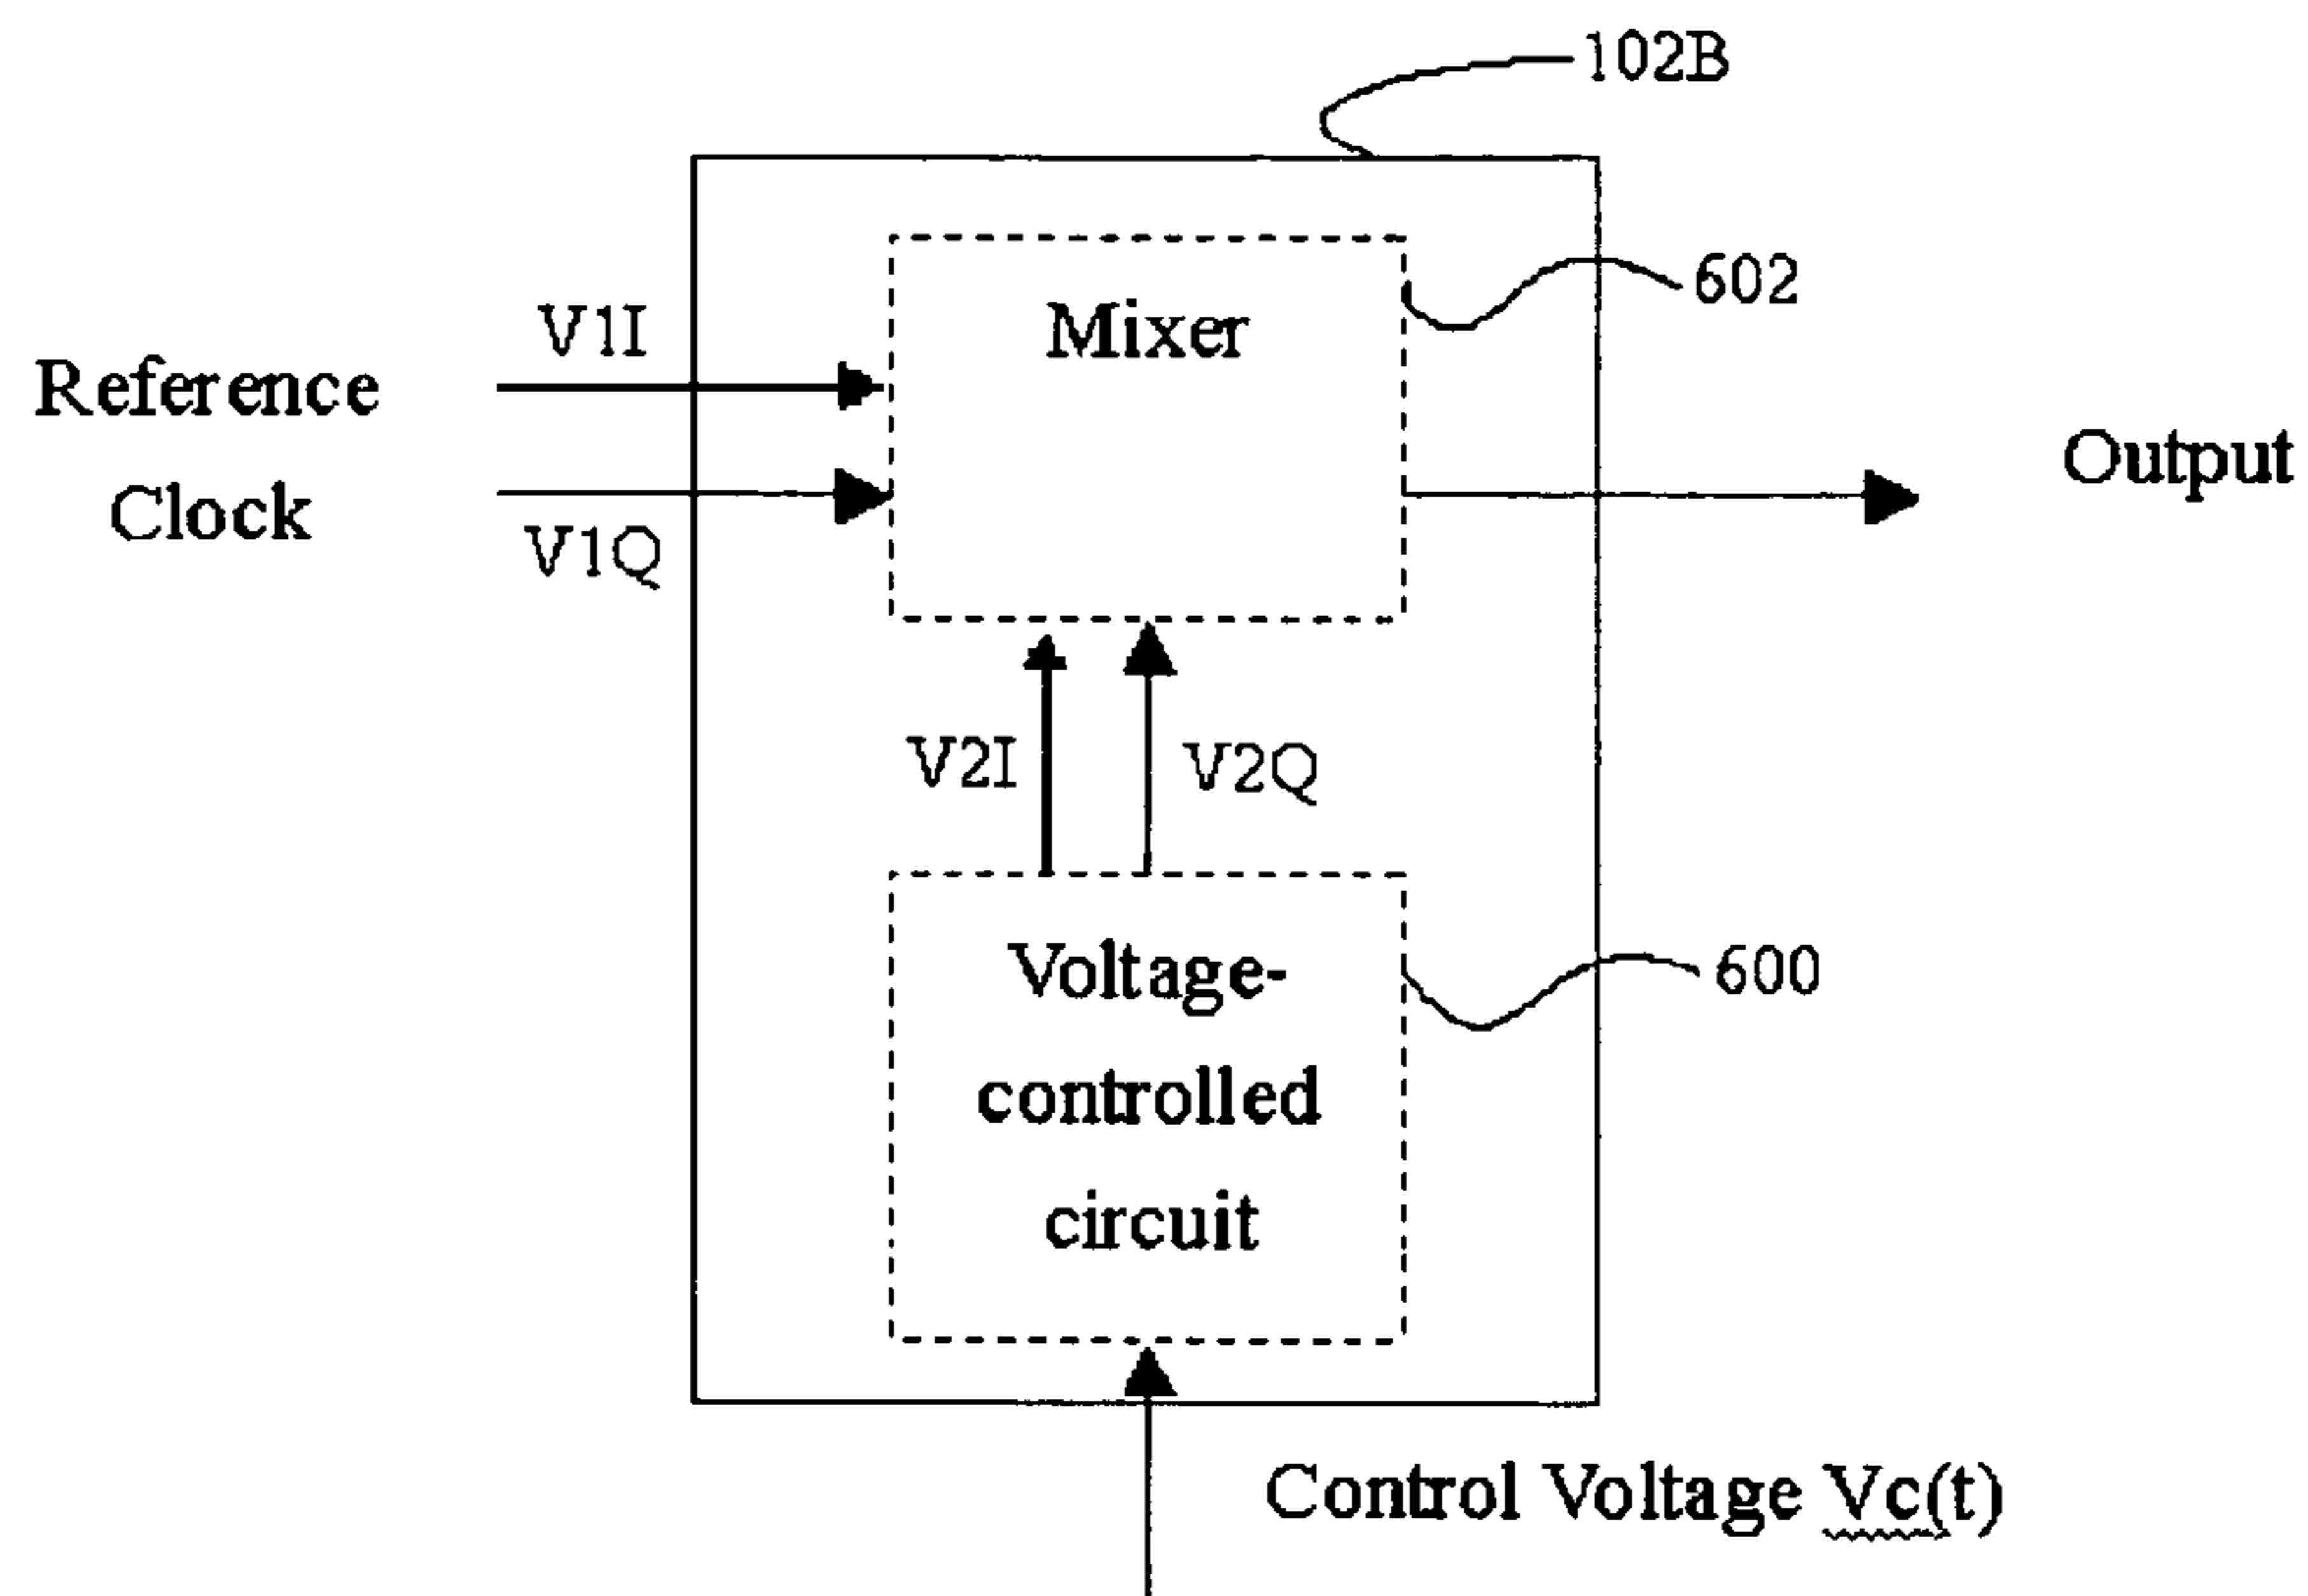 102B
602
V1I
Mixer
Reference
Clock
Output
V1Q
V2I
V2Q
Voltage-
controlled
circuit
600
Control Voltage Vc(t)